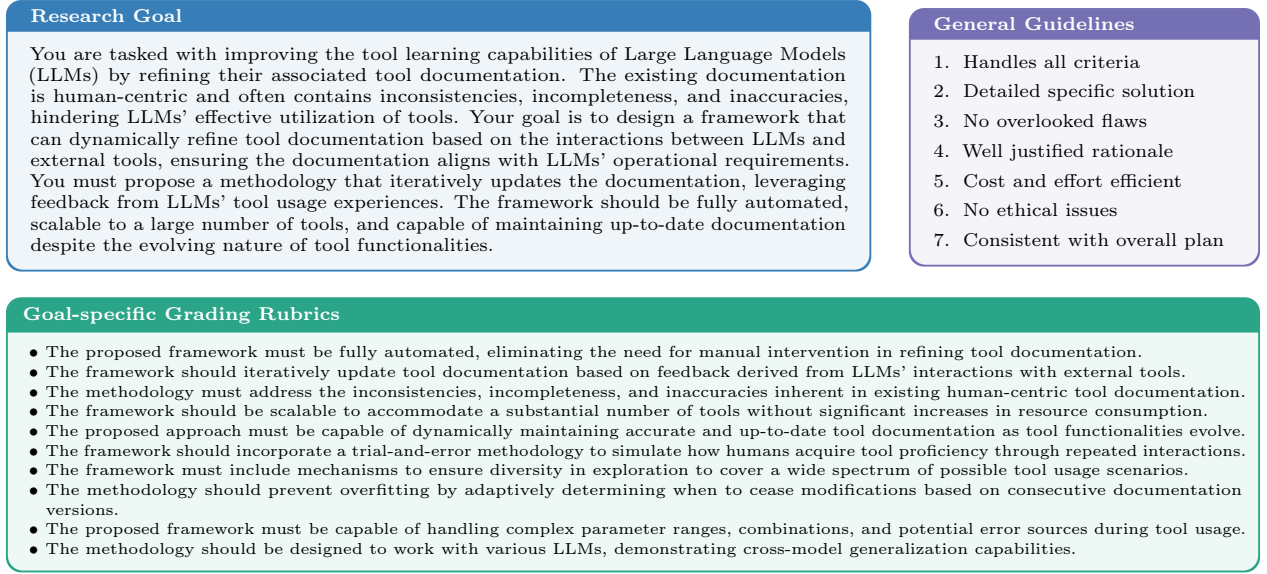 Research Goal
You are tasked with improving the tool learning capabilities of Large Language Models
(LLMs) by refining their associated tool documentation. The existing documentation
is human-centric and often contains inconsistencies, incompleteness, and inaccuracies,
hindering LLMs' effective utilization of tools. Your goal is to design a framework that
can dynamically refine tool documentation based on the interactions between LLMs and
external tools, ensuring the documentation aligns with LLMs' operational requirements.
You must propose a methodology that iteratively updates the documentation, leveraging
feedback from LLMs' tool usage experiences. The framework should be fully automated,
scalable to a large number of tools, and capable of maintaining up-to-date documentation
despite the evolving nature of tool functionalities.
General Guidelines
1. Handles all criteria
2. Detailed specific solution
3. No overlooked flaws
4. Well justified rationale
5. Cost and effort efficient
6. No ethical issues
7. Consistent with overall plan
Goal-specific Grading Rubrics
• The proposed framework must be fully automated, eliminating the need for manual intervention in refining tool documentation.
• The framework should iteratively update tool documentation based on feedback derived from LLMs' interactions with external tools.
• The methodology must address the inconsistencies, incompleteness, and inaccuracies inherent in existing human-centric tool documentation.
• The framework should be scalable to accommodate a substantial number of tools without significant increases in resource consumption.
• The proposed approach must be capable of dynamically maintaining accurate and up-to-date tool documentation as tool functionalities evolve.
• The framework should incorporate a trial-and-error methodology to simulate how humans acquire tool proficiency through repeated interactions.
• The framework must include mechanisms to ensure diversity in exploration to cover a wide spectrum of possible tool usage scenarios.
• The methodology should prevent overfitting by adaptively determining when to cease modifications based on consecutive documentation
versions.
• The proposed framework must be capable of handling complex parameter ranges, combinations, and potential error sources during tool usage.
• The methodology should be designed to work with various LLMs, demonstrating cross-model generalization capabilities.